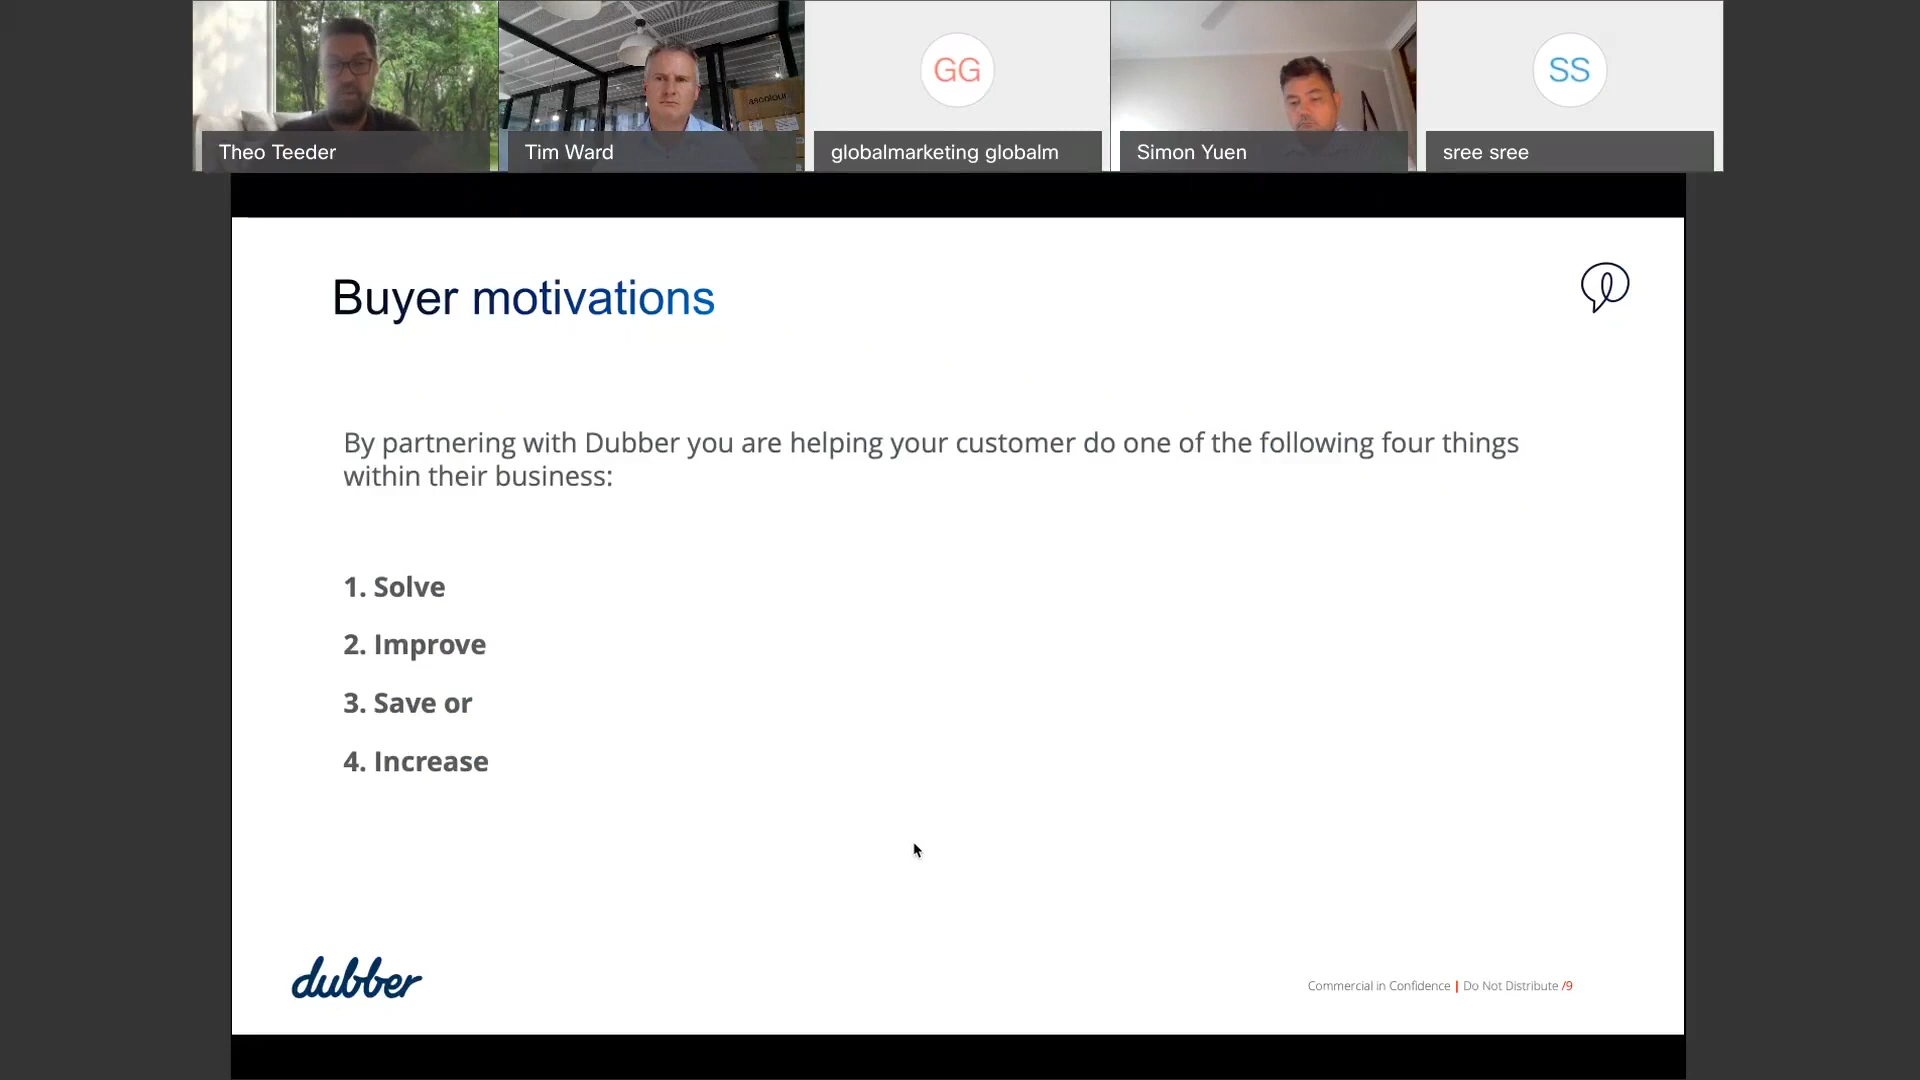 ascolour
GG
SS
Theo Teeder
Tim Ward
globalmarketing globalm
Simon Yuen
sree sree
Buyer motivations
By partnering with Dubber you are helping your customer do one of the following four things
within their business:
1. Solve
2. Improve
3. Save or
4. Increase
dubber
Commercial in Confidence | Do Not Distribute /9